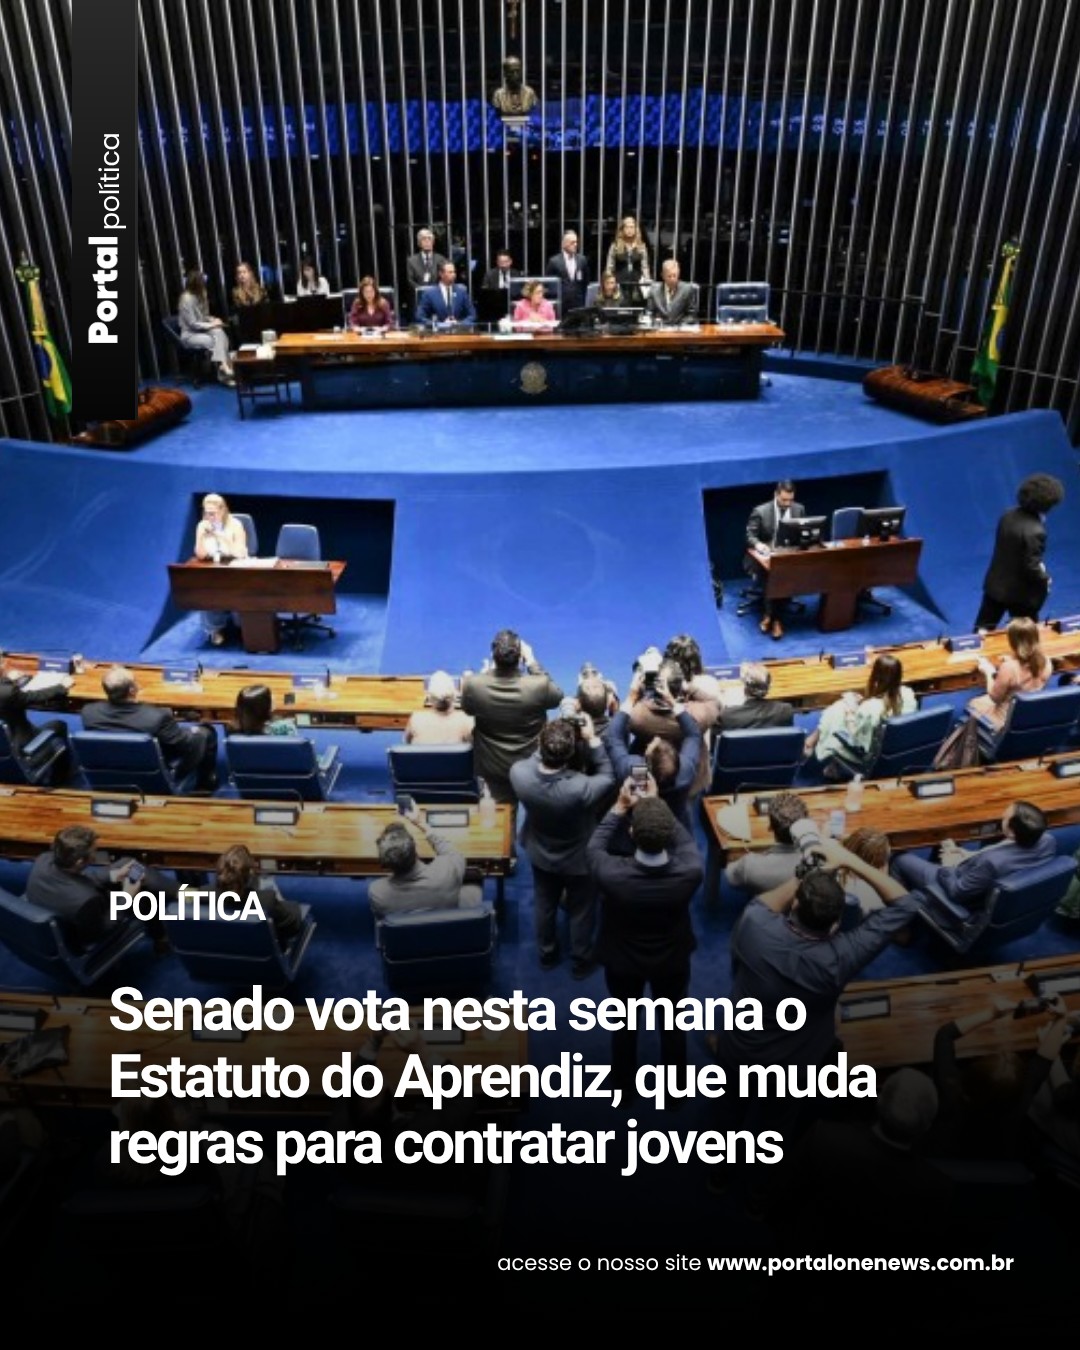 Portal política
POLÍTICA
Senado vota nesta semana o
Estatuto do Aprendiz, que muda
regras para contratar jovens
acesse o nosso site www.portalonenews.com.br